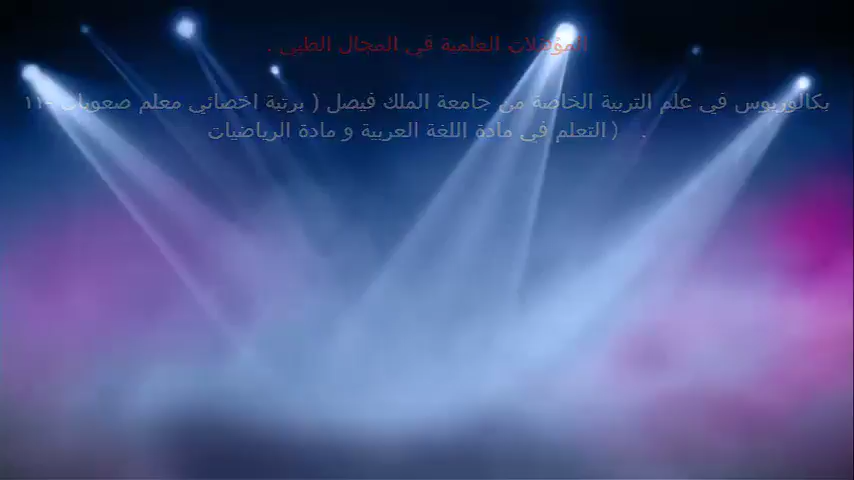 المؤهلات العلمية في المجال الطبي .
١١- بكالوريوس في علم التربية الخاصة من جامعة الملك فيصل ( برتبة اخصائي معلم صعوبات
التعلم في مادة اللغة العربية و مادة الرياضيات ) .